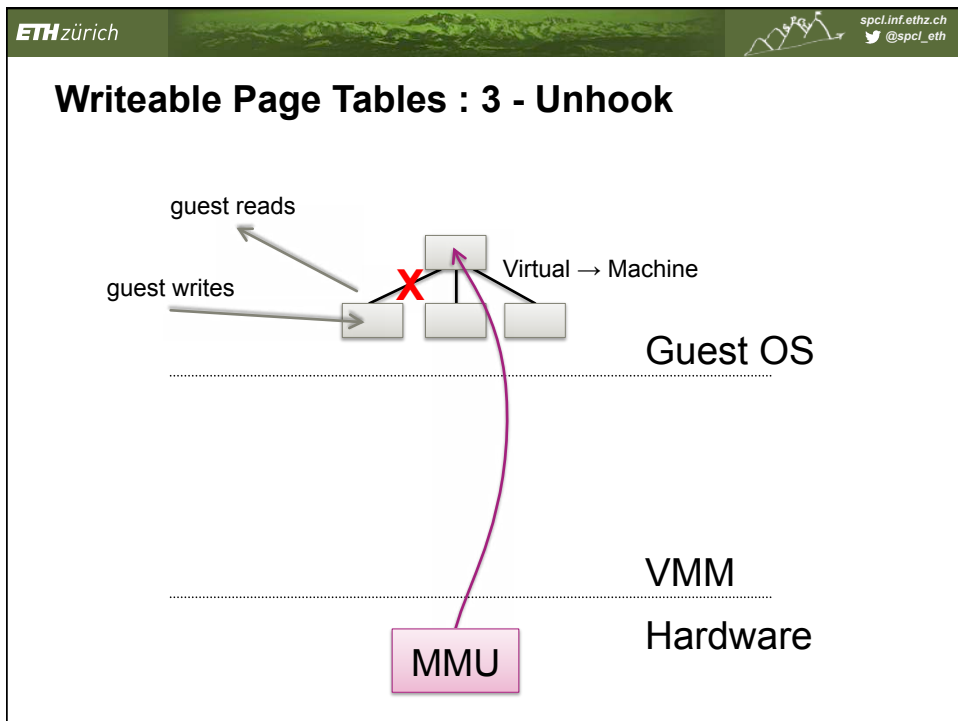 ETH zürich
spcl.inf.ethz.ch
@spcl_eth
Writeable Page Tables : 3 - Unhook
guest reads
X
Virtual → Machine
guest writes
Guest OS
VMM
Hardware
MMU